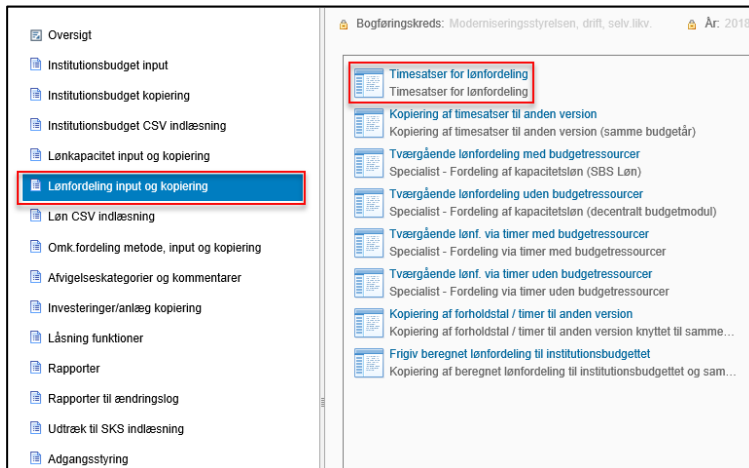 Oversigt
Institutionsbudget input
Institutionsbudget kopiering
Institutionsbudget CSV indlæsning
Lønkapacitet input og kopiering
Lønfordeling input og kopiering
Løn CSV indlæsning
Omk.fordeling metode, input og kopiering
Afvigelseskategorier og kommentarer
Investeringer/anlæg kopiering
Låsning funktioner
Rapporter
Rapporter til ændringslog
Udtræk til SKS indlæsning
Adgangsstyring
Bogføringskreds: Moderniseringsstyrelsen, drift, selv.likv. År: 2018
Timesatser for lønfordeling
Timesatser for lønfordeling
Kopiering af timesatser til anden version
Kopiering af timesatser til anden version (samme budgetår)
Tværgående lønfordeling med budgetressourcer
Specialist - Fordeling af kapacitetsløn (SBS Løn)
Tværgående lønfordeling uden budgetressourcer
Specialist - Fordeling af kapacitetsløn (decentralt budgetmodul)
Tværgående lønf. via timer med budgetressourcer
Specialist - Fordeling via timer med budgetressourcer
Tværgående lønf. via timer uden budgetressourcer
Specialist - Fordeling via timer uden budgetressourcer
Kopiering af forholdstal / timer til anden version
Kopiering af forholdstal / timer til anden version knyttet til samme...
Frigiv beregnet lønfordeling til institutionsbudgettet
Kopiering af beregnet lønfordeling til institutionsbudgettet og sam...